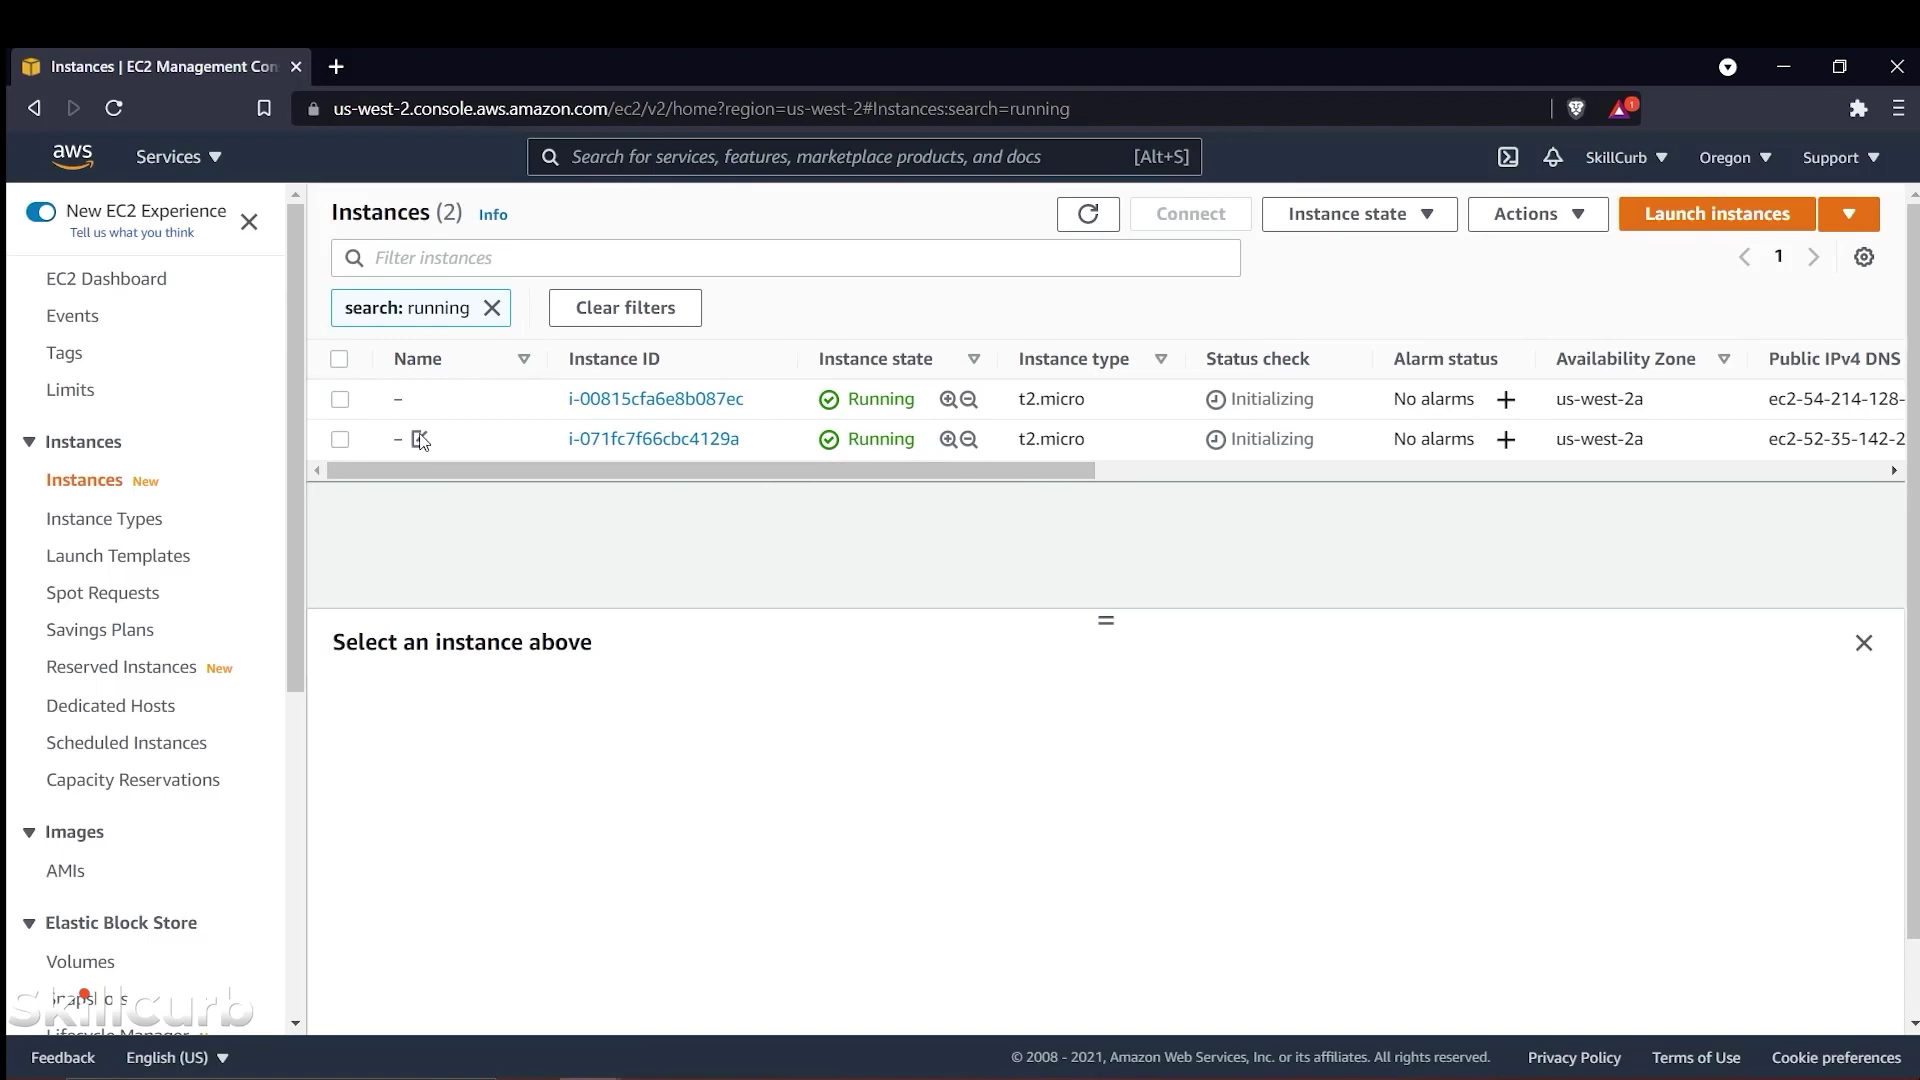 Instances | EC2 Management Con
us-west-2.console.aws.amazon.com/ec2/v2/home?region=us-west-2#Instances:search=running
1
aws
Services
Search for services, features, marketplace products, and docs
[Alt+S]
SkillCurb
Oregon
Support
New EC2 Experience
Tell us what you think
EC2 Dashboard
Events
Tags
Limits
Instances
Instances New
Instance Types
Launch Templates
Spot Requests
Savings Plans
Reserved Instances New
Dedicated Hosts
Scheduled Instances
Capacity Reservations
Images
AMIs
Elastic Block Store
Volumes
Snapshots
Lifecycle Manager
Skillcurb
Instances (2) Info
Connect
Instance state
Actions
Launch instances
Filter instances
1
search: running
Clear filters
Name Instance ID Instance state Instance type Status check Alarm status Availability Zone Public IPv4 DNS
– i-00815cfa6e8b087ec Running t2.micro Initializing No alarms + us-west-2a ec2-54-214-128-
– i-071fc7f66cbc4129a Running t2.micro Initializing No alarms + us-west-2a ec2-52-35-142-2
=
Select an instance above
Feedback
English (US)
© 2008 - 2021, Amazon Web Services, Inc. or its affiliates. All rights reserved.
Privacy Policy
Terms of Use
Cookie preferences